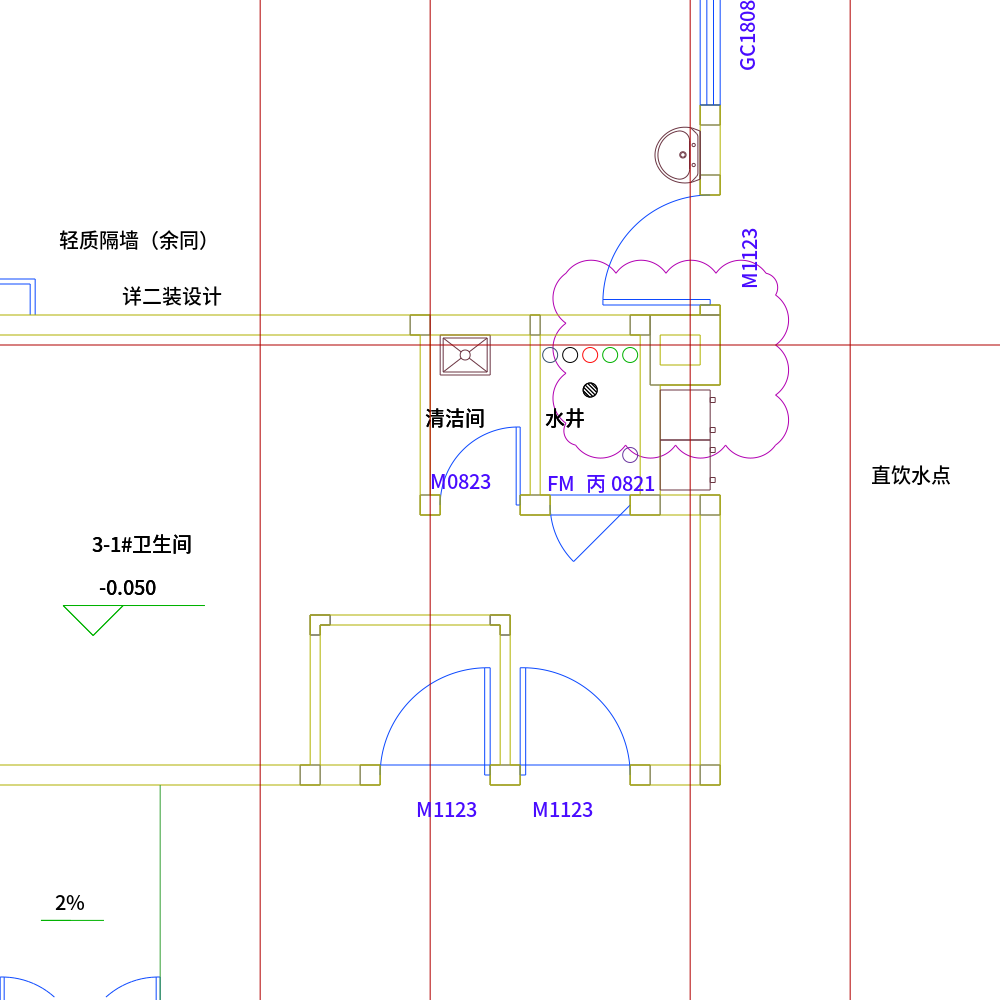 GC1808
轻质隔墙（余同）
M1123
详二装设计
清洁间
水井
直饮水点
M0823
FM 丙 0821
3-1#卫生间
-0.050
M1123
M1123
2%